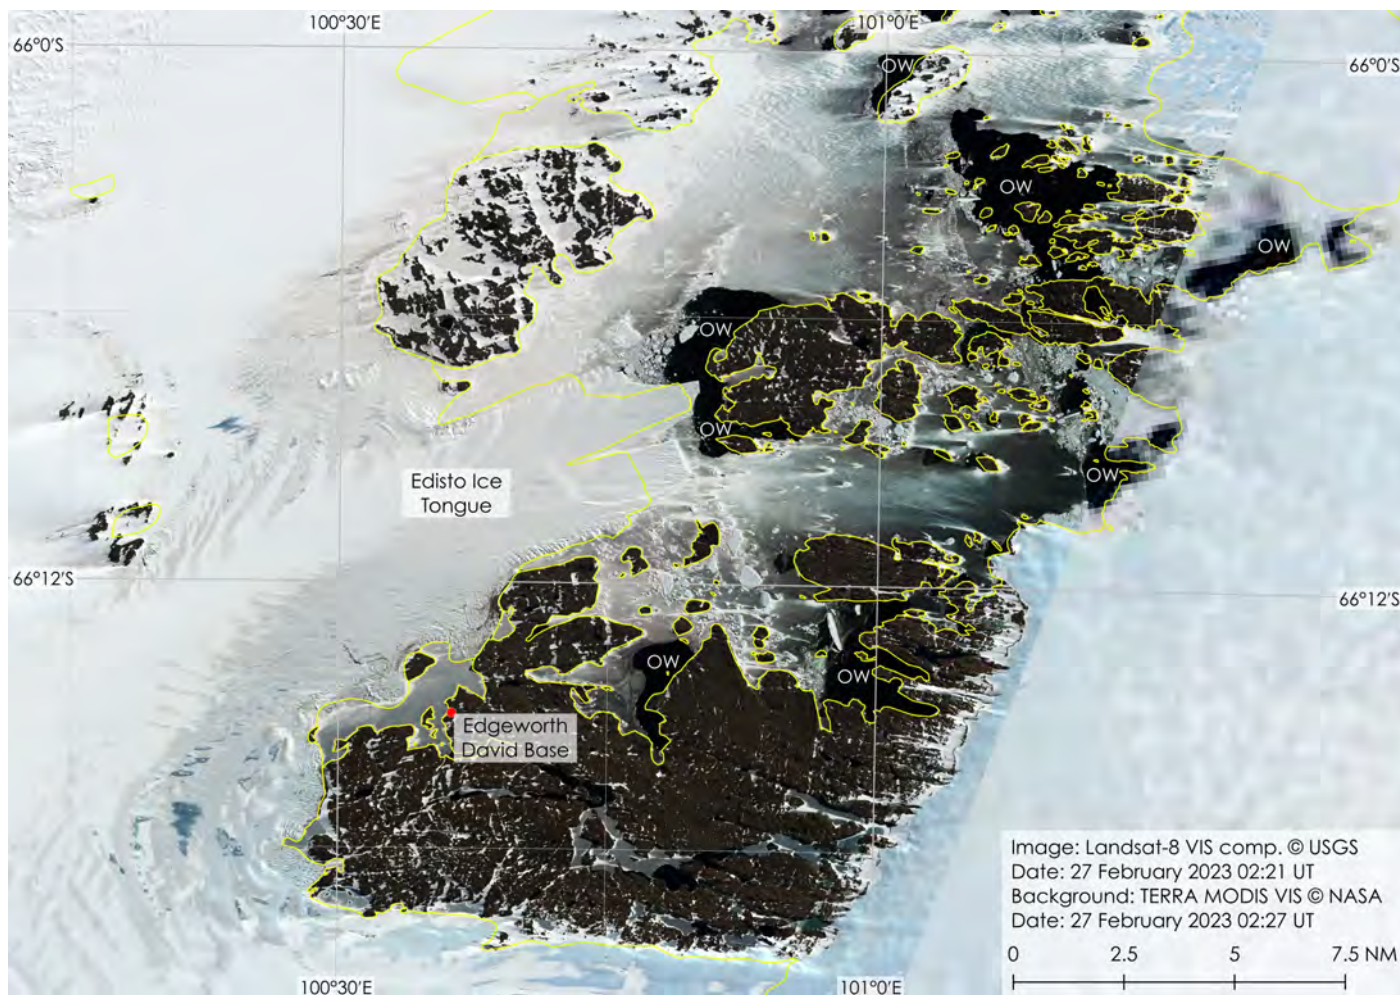 100°30'E
101°0'E
66°0'S
OW
66°0'S
OW
OW
OW
OW
OW
Edisto Ice
Tongue
66°12'S
66°12'S
OW
OW
Edgeworth
David Base
Image: Landsat-8 VIS comp. © USGS
Date: 27 February 2023 02:21 UT
Background: TERRA MODIS VIS © NASA
Date: 27 February 2023 02:27 UT
0 2.5 5 7.5 NM
100°30'E
101°0'E